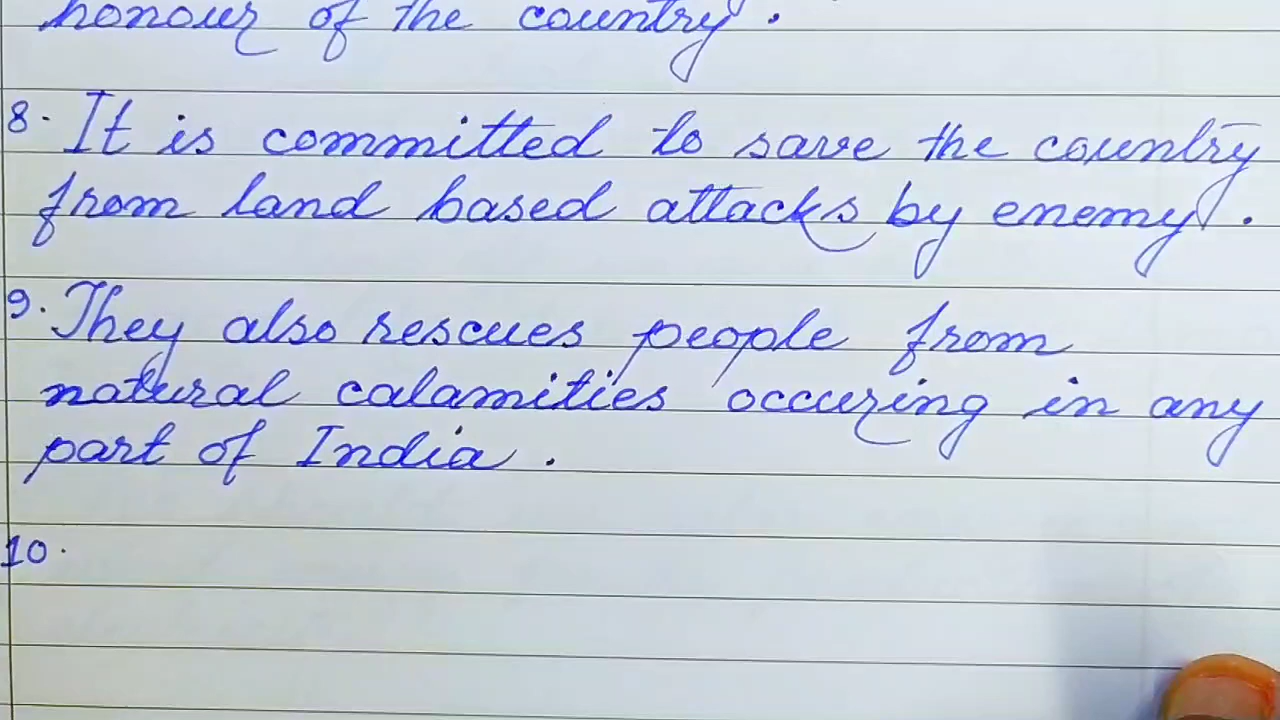 honour of the country.
8. It is committed to save the country
from land based attacks by enemy.
9. They also rescues people from
natural calamities occuring in any
part of India.
10.